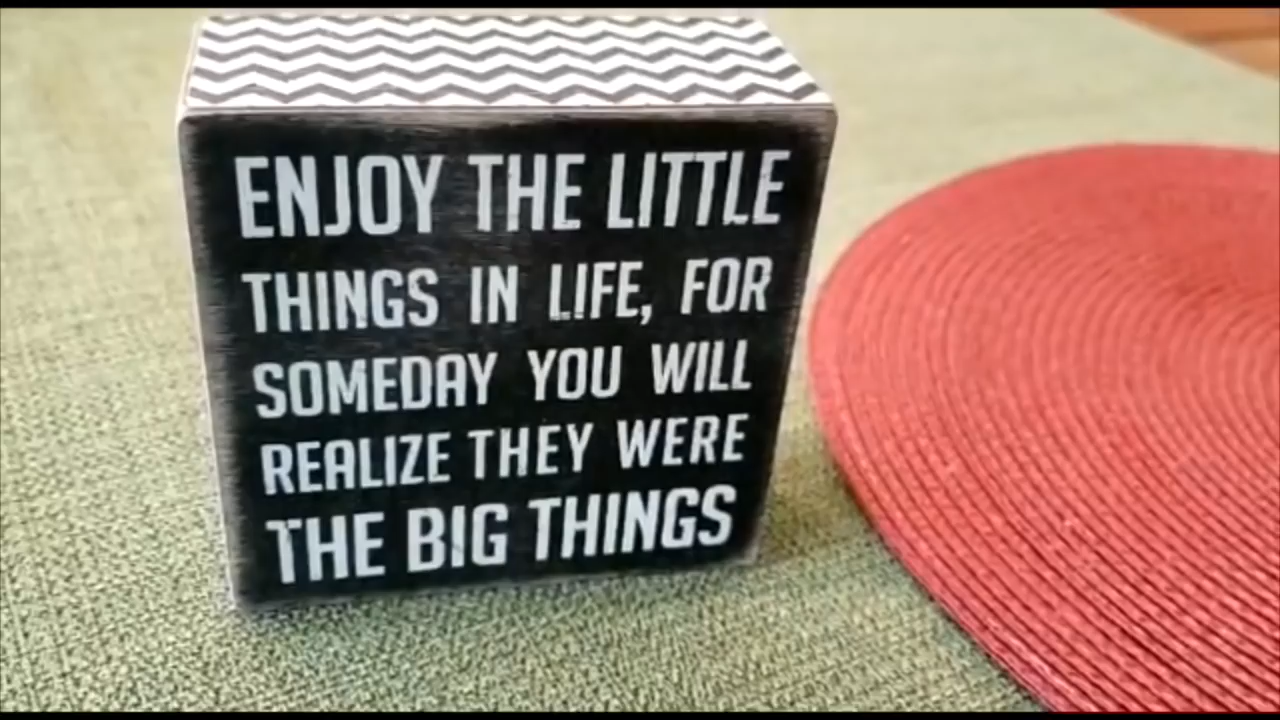 ENJOY THE LITTLE
THINGS IN LIFE, FOR
SOMEDAY YOU WILL
REALIZE THEY WERE
THE BIG THINGS